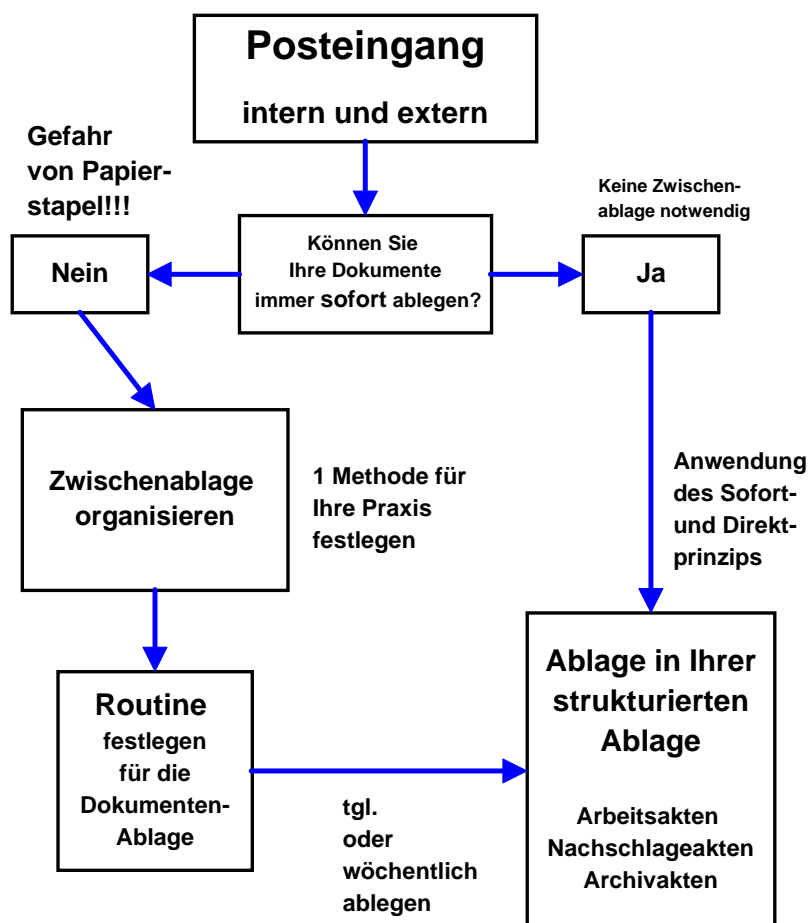 Posteingang
intern und extern
Gefahr
von Papier-
stapel!!!
Keine Zwischen-
ablage notwendig
Nein
Können Sie
Ihre Dokumente
immer sofort ablegen?
Ja
Zwischenablage
organisieren
1 Methode für
Ihre Praxis
festlegen
Anwendung
des Sofort-
und Direkt-
prinzips
Routine
festlegen
für die
Dokumenten-
Ablage
tgl.
oder
wöchentlich
ablegen
Ablage in Ihrer
strukturierten
Ablage
Arbeitsakten
Nachschlageakten
Archivakten